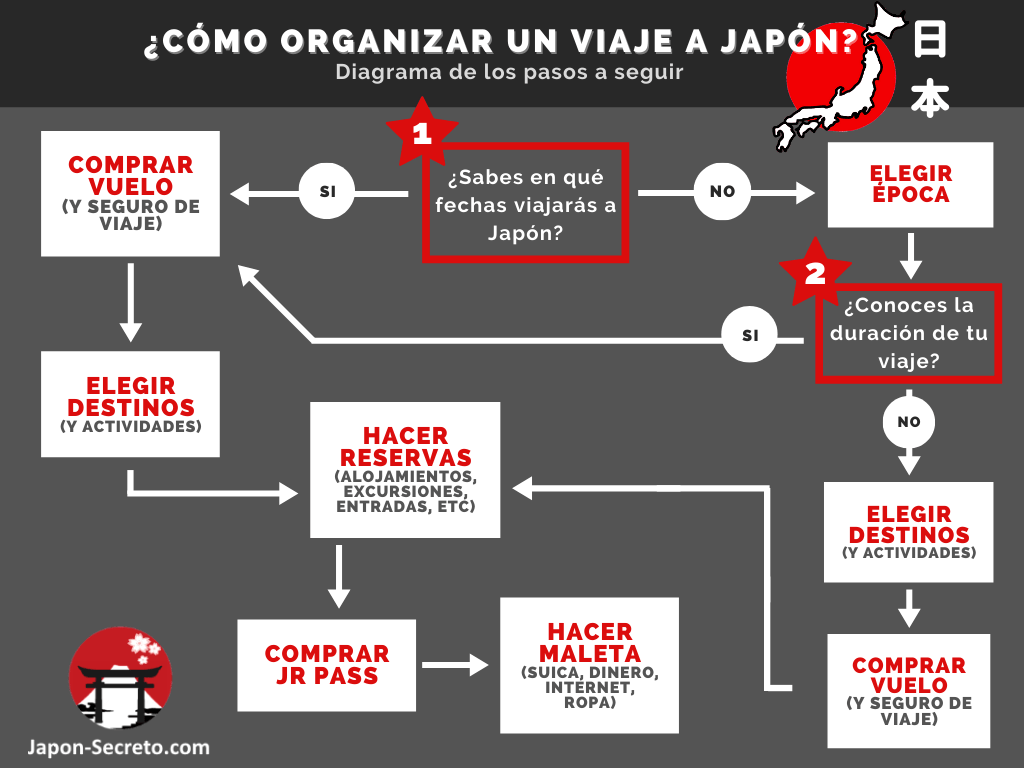 ¿CÓMO ORGANIZAR UN VIAJE A JAPÓN?
Diagrama de los pasos a seguir
日
本
1
¿Sabes en qué
fechas viajarás a
Japón?
SI
NO
COMPRAR
VUELO
(Y SEGURO DE
VIAJE)
ELEGIR
ÉPOCA
2
¿Conoces la
duración de tu
viaje?
SI
NO
ELEGIR
DESTINOS
(Y ACTIVIDADES)
HACER
RESERVAS
(ALOJAMIENTOS,
EXCURSIONES,
ENTRADAS, ETC)
ELEGIR
DESTINOS
(Y ACTIVIDADES)
COMPRAR
VUELO
(Y SEGURO DE
VIAJE)
COMPRAR
JR PASS
HACER
MALETA
(SUICA, DINERO,
INTERNET,
ROPA)
Japon-Secreto.com